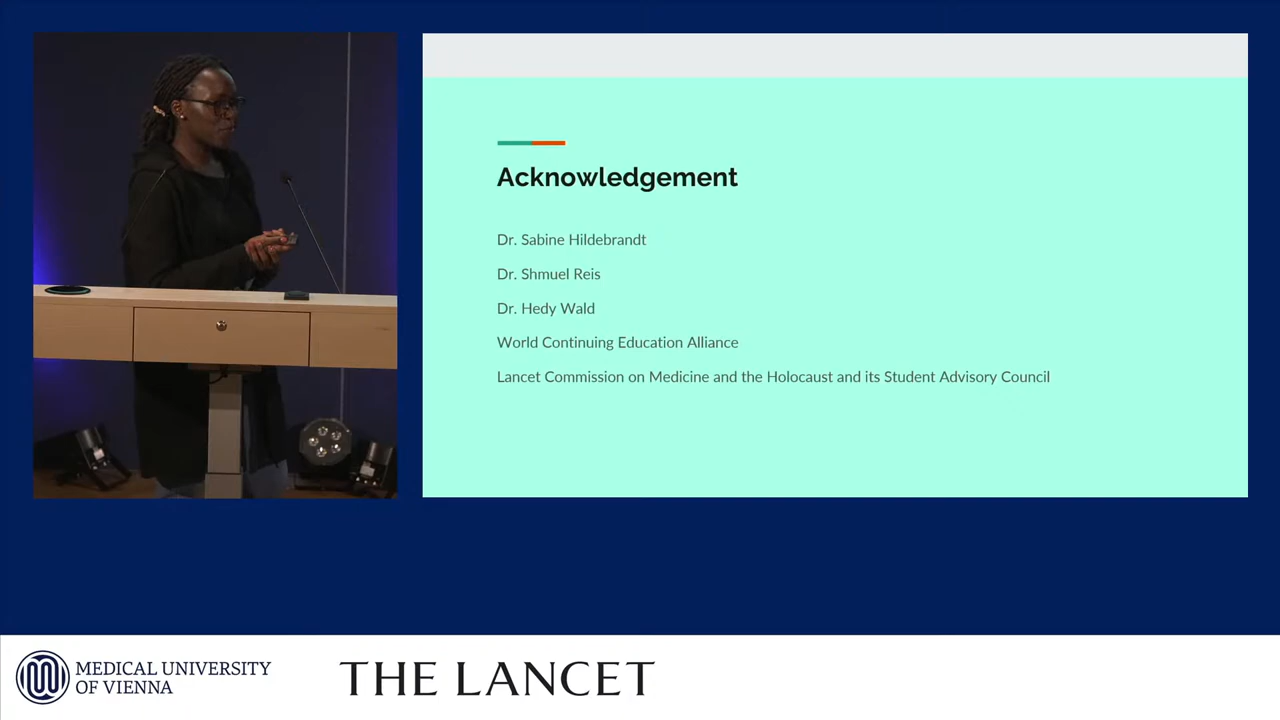 Acknowledgement
Dr. Sabine Hildebrandt
Dr. Shmuel Reis
Dr. Hedy Wald
World Continuing Education Alliance
Lancet Commission on Medicine and the Holocaust and its Student Advisory Council
MEDICAL UNIVERSITY
OF VIENNA
THE LANCET